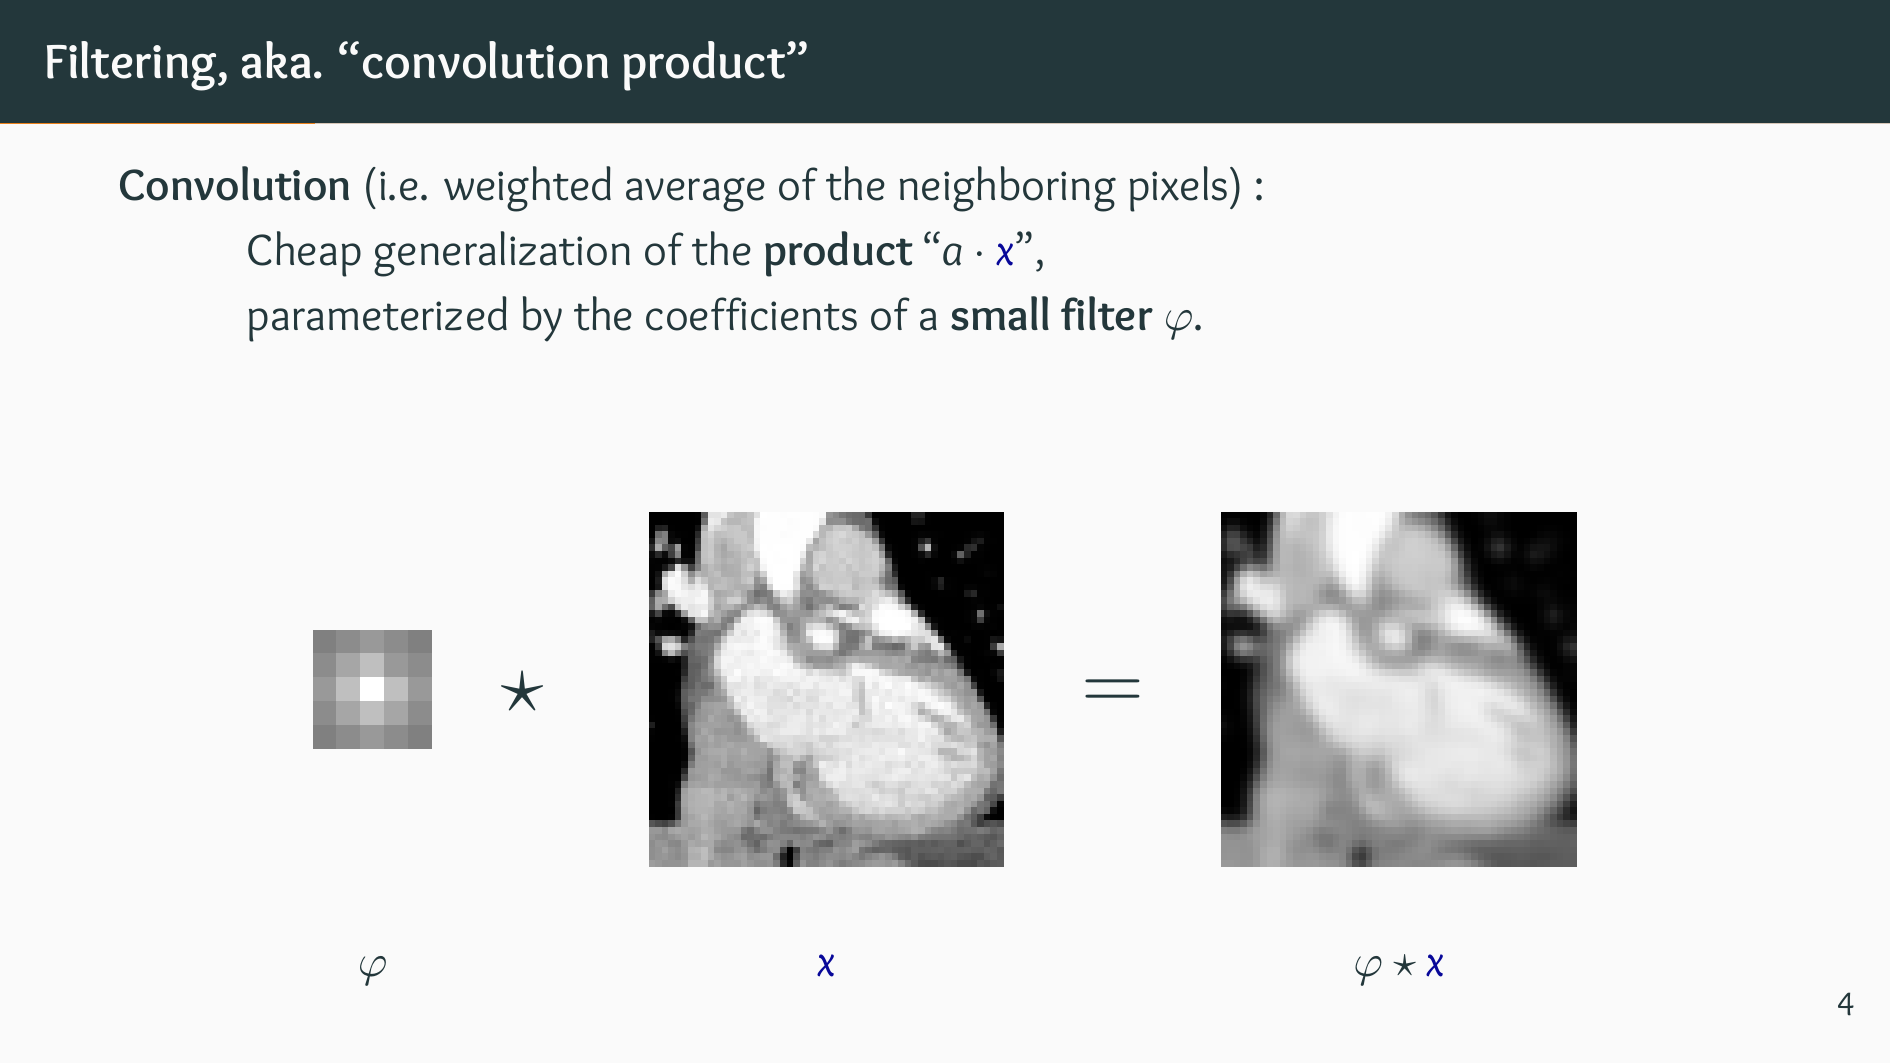 Filtering, aka. “convolution product”
Convolution (i.e. weighted average of the neighboring pixels) :
Cheap generalization of the product “a · x”,
parameterized by the coefficients of a small filter φ.
⋆ =
φ x φ ⋆ x
4